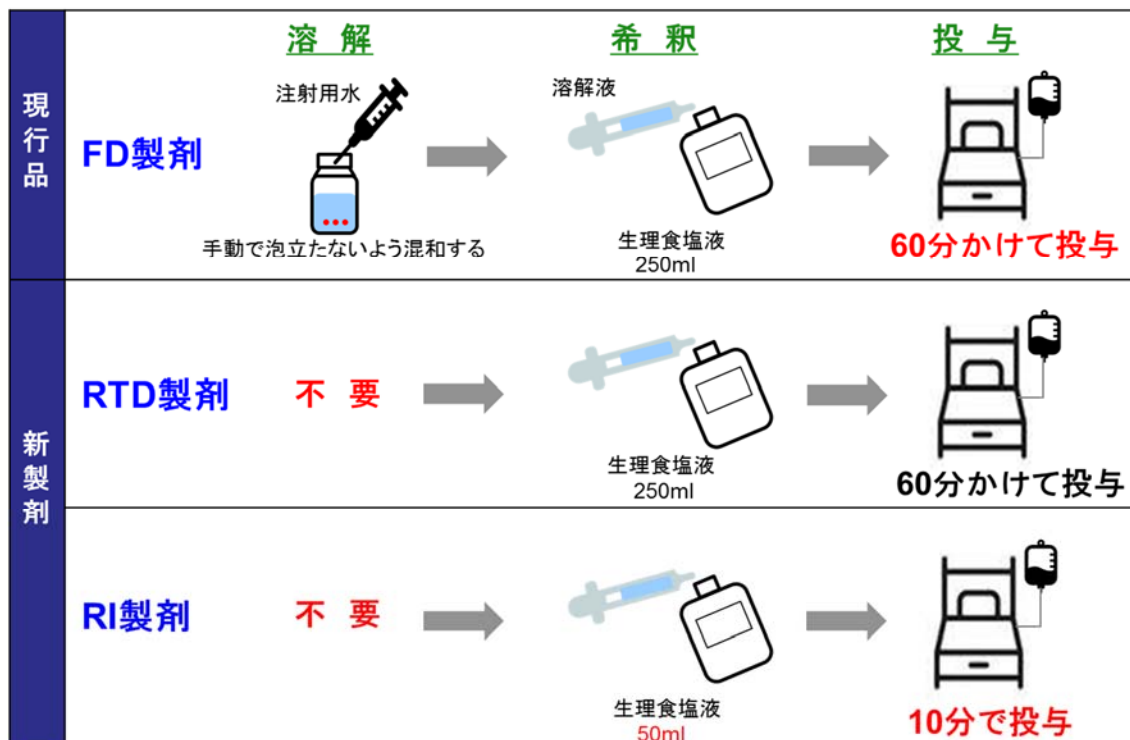 溶 解
希 釈
投 与
現行品
FD製剤
注射用水
手動で泡立たないよう混和する
溶解液
生理食塩液
250ml
60分かけて投与
新製剤
RTD製剤
不 要
生理食塩液
250ml
60分かけて投与
RI製剤
不 要
生理食塩液
50ml
10分で投与